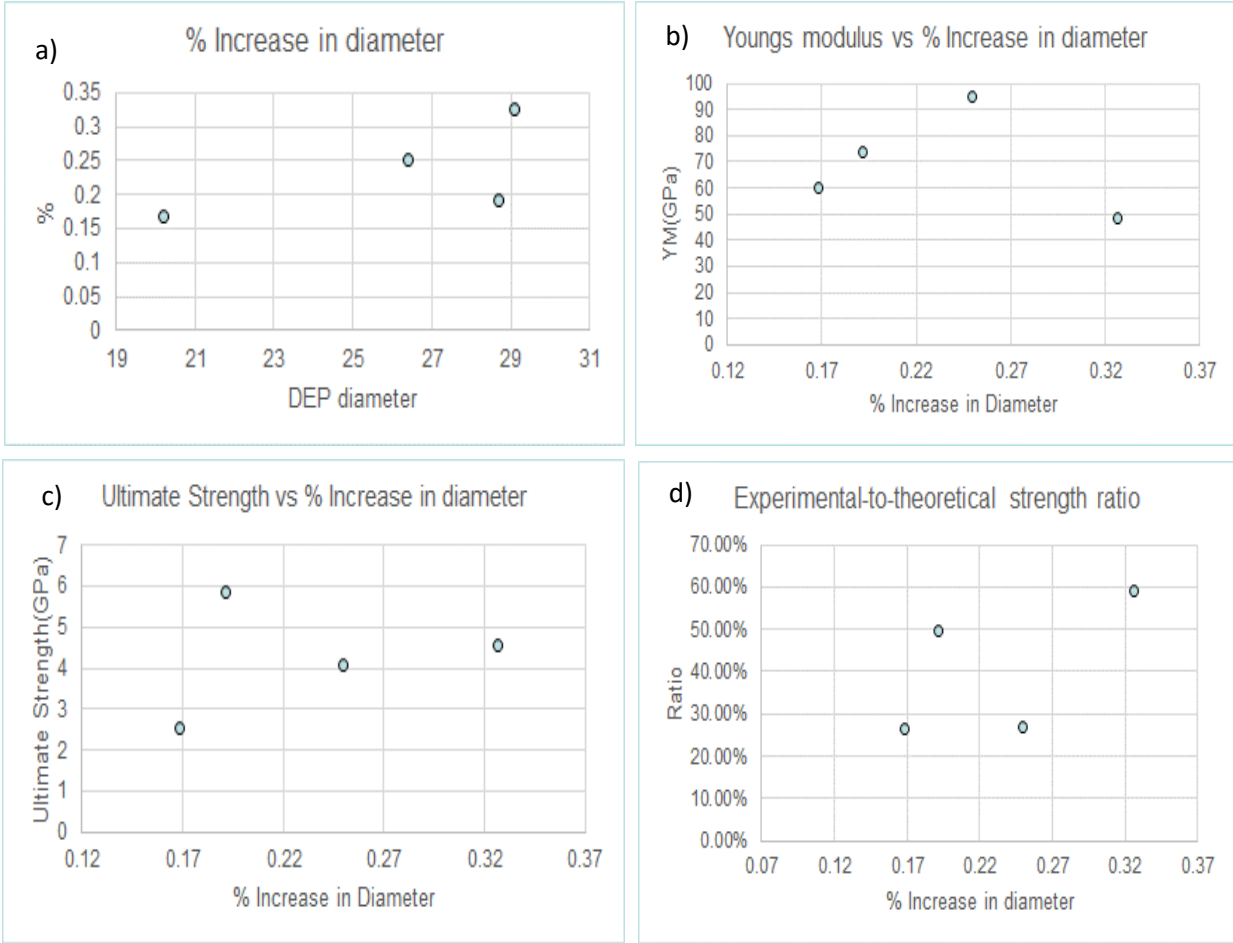 a)
% Increase in diameter
%
0.35
0.3
0.25
0.2
0.15
0.1
0.05
0
19 21 23 25 27 29 31
DEP diameter
b)
Youngs modulus vs % Increase in diameter
YM(GPa)
100
90
80
70
60
50
40
30
20
10
0
0.12 0.17 0.22 0.27 0.32 0.37
% Increase in Diameter
c)
Ultimate Strength vs % Increase in diameter
Ultimate Strength(GPa)
7
6
5
4
3
2
1
0
0.12 0.17 0.22 0.27 0.32 0.37
% Increase in Diameter
d)
Experimental-to-theoretical strength ratio
Ratio
70.00%
60.00%
50.00%
40.00%
30.00%
20.00%
10.00%
0.00%
0.07 0.12 0.17 0.22 0.27 0.32 0.37
% Increase in diameter